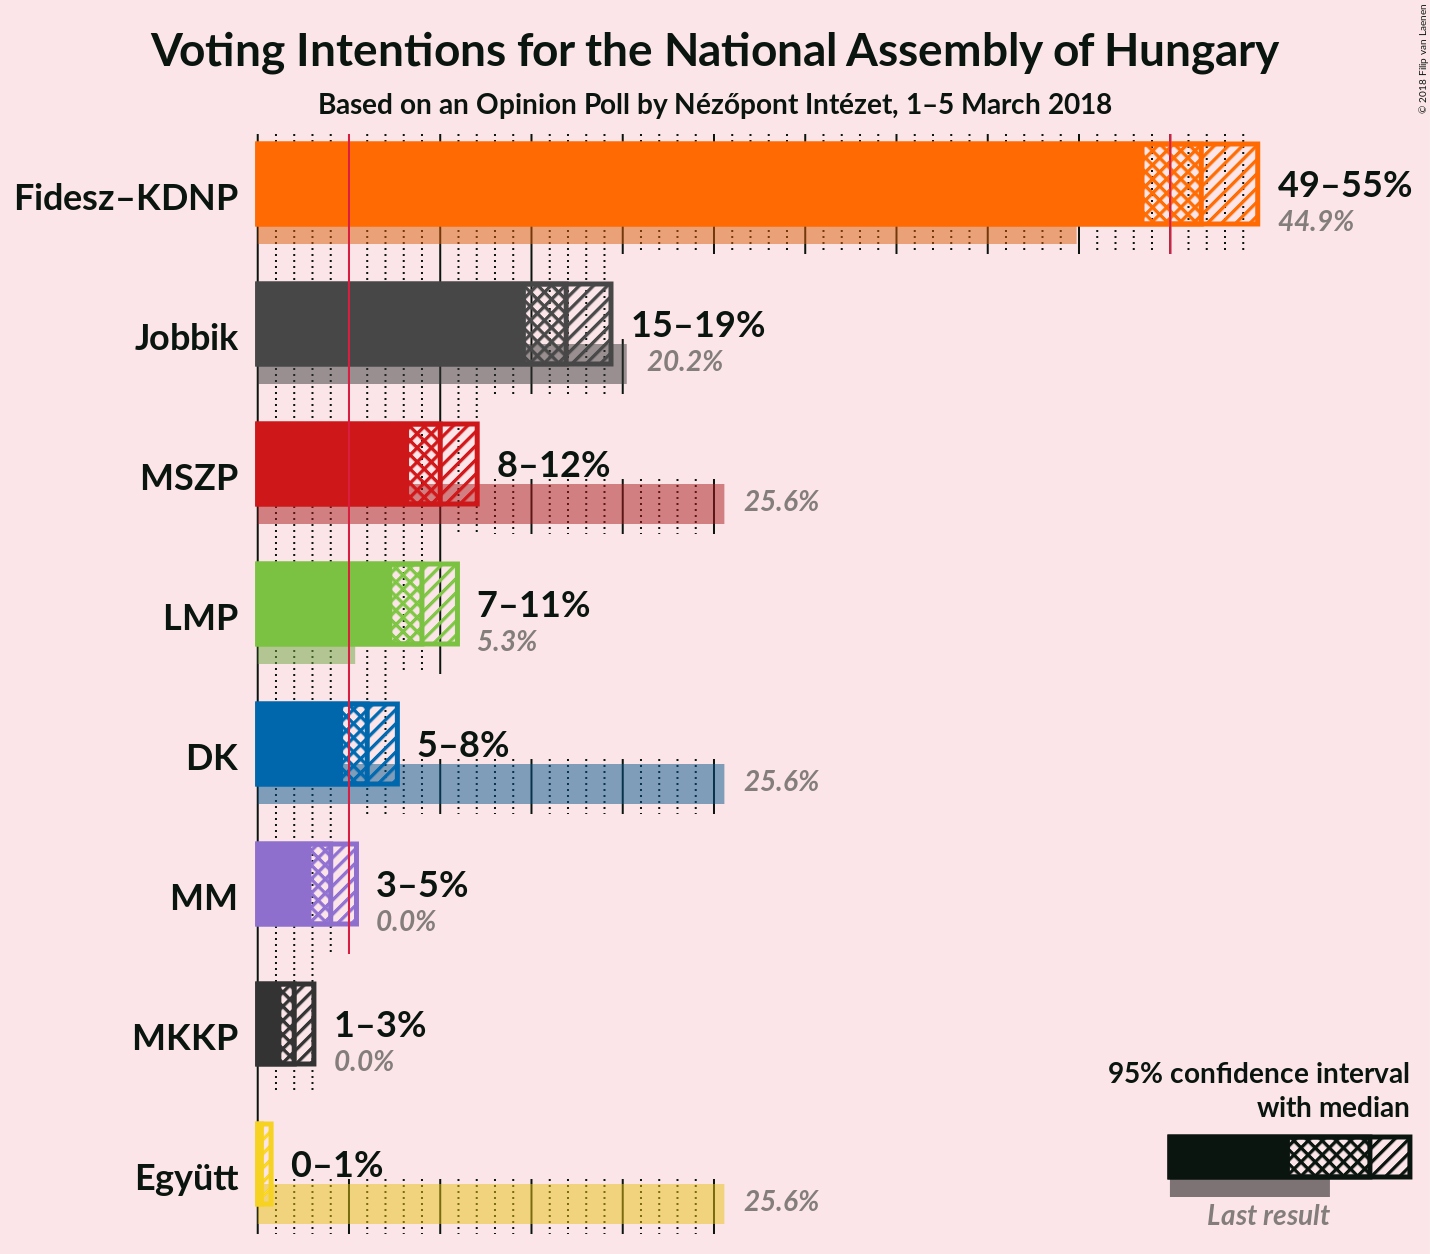 Voting Intentions for the National Assembly of Hungary
Based on an Opinion Poll by Nézőpont Intézet, 1–5 March 2018
© 2018 Filip van Laenen
Fidesz–KDNP
49–55%
44.9%
Jobbik
15–19%
20.2%
MSZP
8–12%
25.6%
LMP
7–11%
5.3%
DK
5–8%
25.6%
MM
3–5%
0.0%
MKKP
1–3%
0.0%
Együtt
0–1%
25.6%
95% confidence interval
with median
Last result